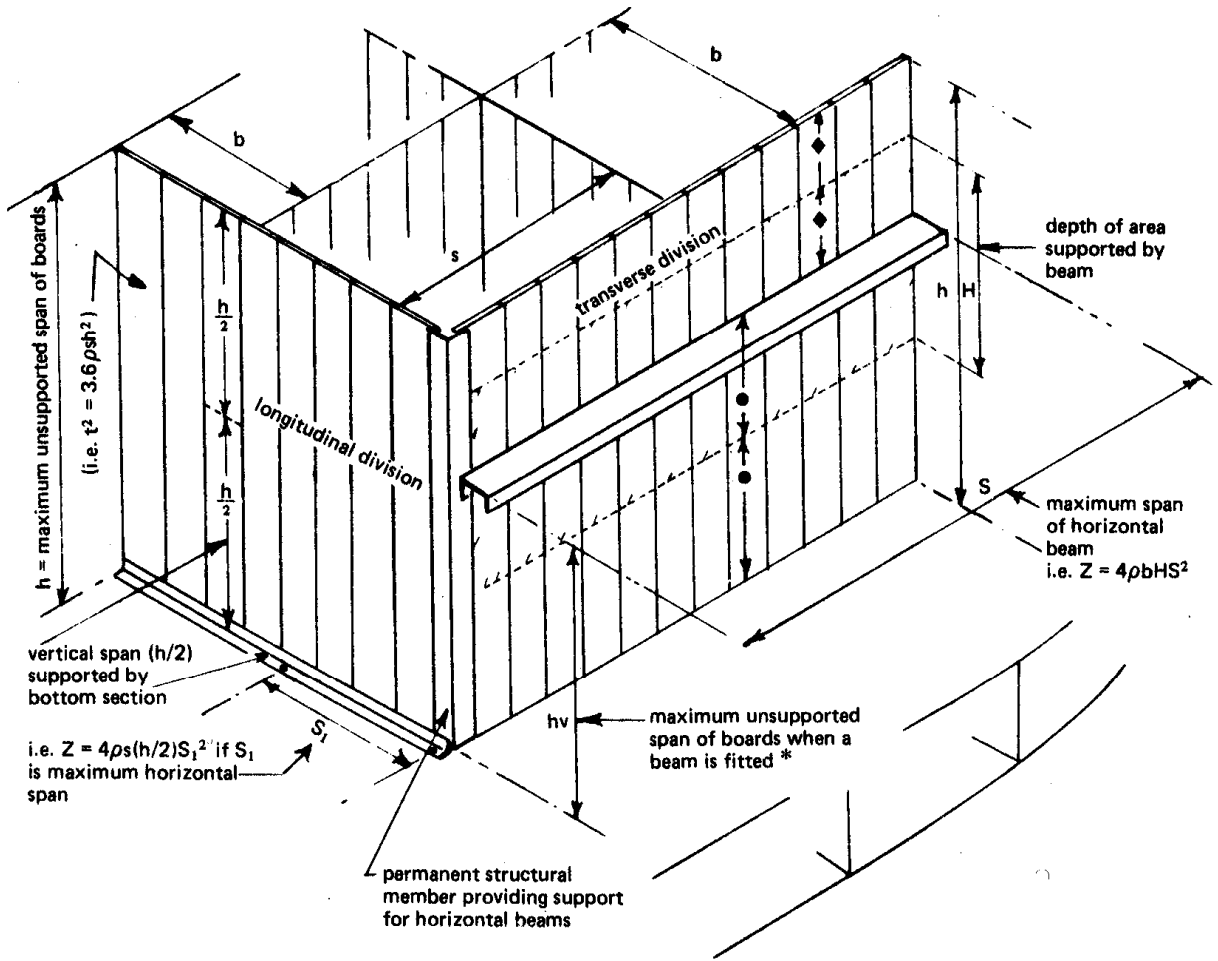 b
b
h = maximum unsupported span of boards
(i.e. t² = 3.6 ρsh²)
h/2
h/2
s
longitudinal division
transverse division
depth of area
supported by
beam
h
H
S
maximum span
of horizontal
beam
i.e. Z = 4ρbHS²
vertical span (h/2)
supported by
bottom section
i.e. Z = 4ρs(h/2)S₁² if S₁
is maximum horizontal
span
S₁
hv
maximum unsupported
span of boards when a
beam is fitted *
permanent structural
member providing support
for horizontal beams